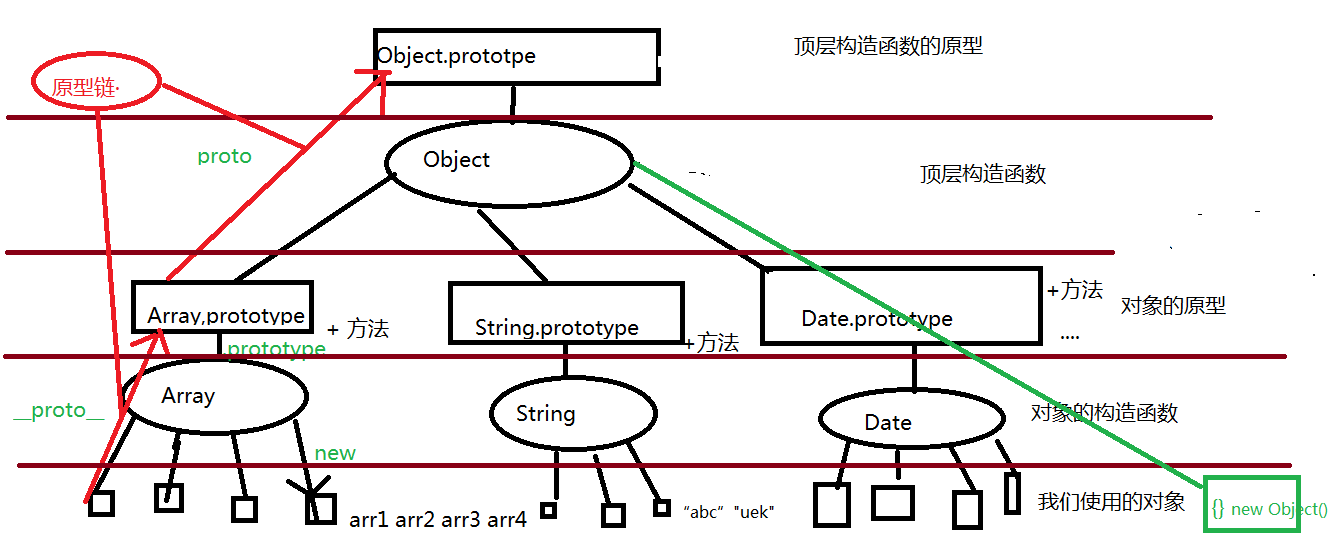 Object.prototpe
顶层构造函数的原型
原型链
proto
Object
顶层构造函数
Array,prototype
+ 方法
String.prototype
+方法
Date.prototype
+方法
....
对象的原型
prototype
__proto__
Array
String
Date
对象的构造函数
new
arr1 arr2 arr3 arr4
“abc” "uek"
我们使用的对象
{} new Object()